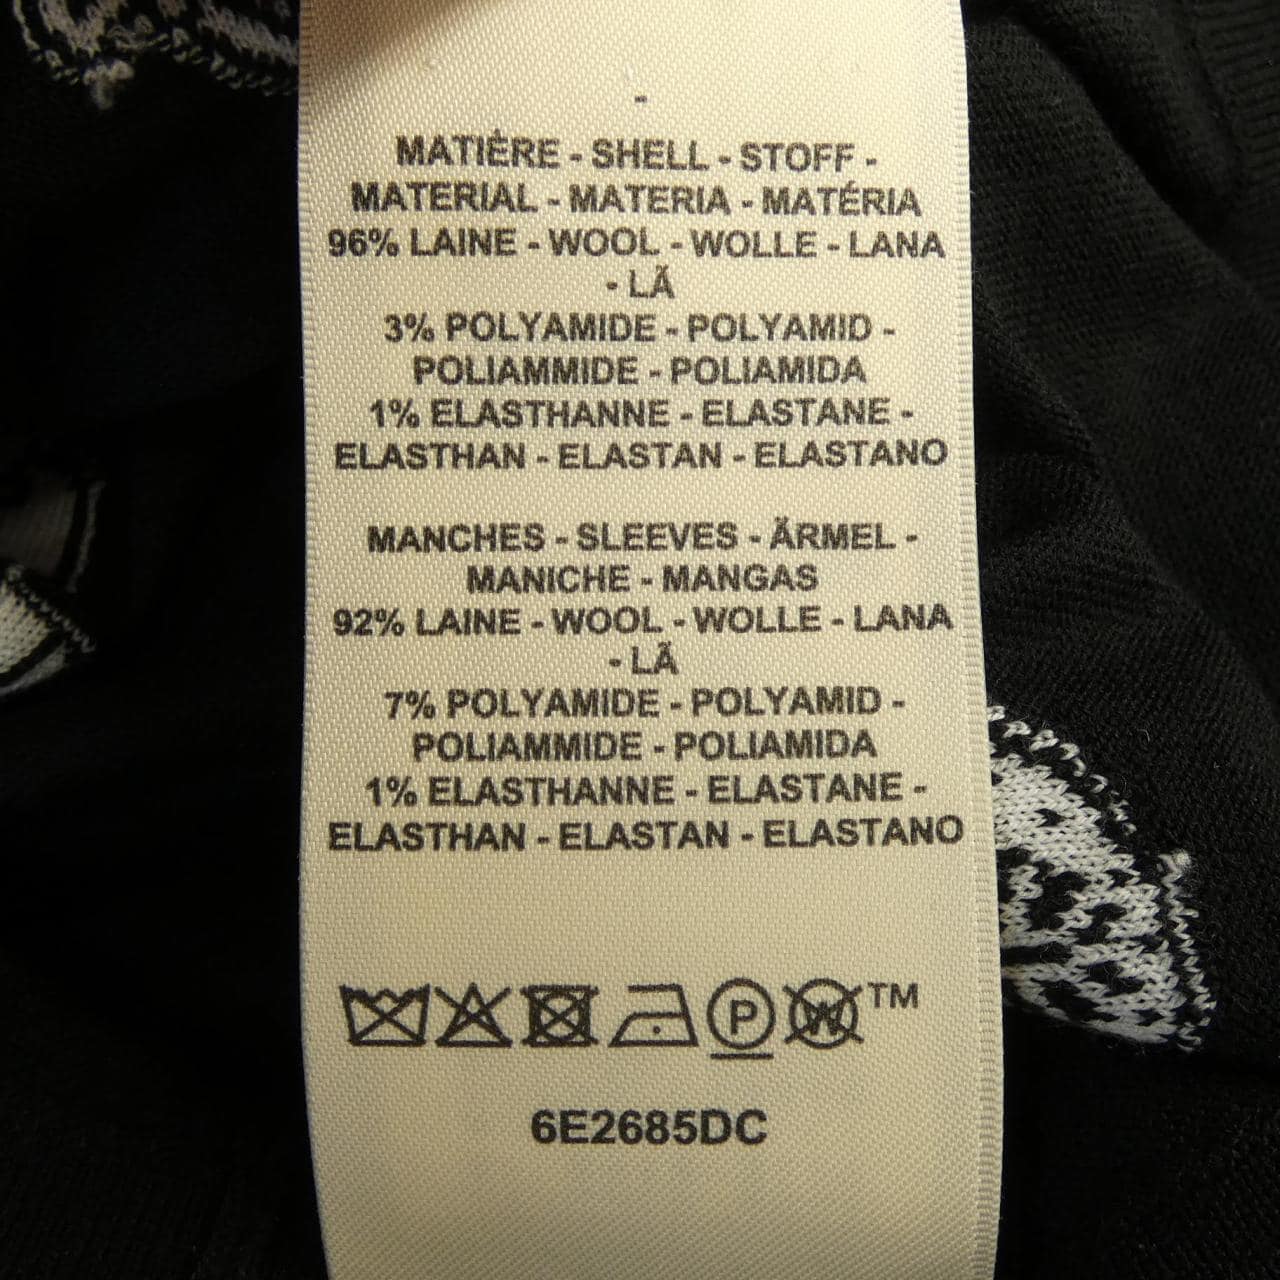 -
MATIÈRE - SHELL - STOFF -
MATERIAL - MATERIA - MATÉRIA
96% LAINE - WOOL - WOLLE - LANA
- LÃ
3% POLYAMIDE - POLYAMID -
POLIAMMIDE - POLIAMIDA
1% ELASTHANNE - ELASTANE -
ELASTHAN - ELASTAN - ELASTANO
MANCHES - SLEEVES - ÄRMEL -
MANICHE - MANGAS
92% LAINE - WOOL - WOLLE - LANA
- LÃ
7% POLYAMIDE - POLYAMID -
POLIAMMIDE - POLIAMIDA
1% ELASTHANNE - ELASTANE -
ELASTHAN - ELASTAN - ELASTANO
P W TM
6E2685DC